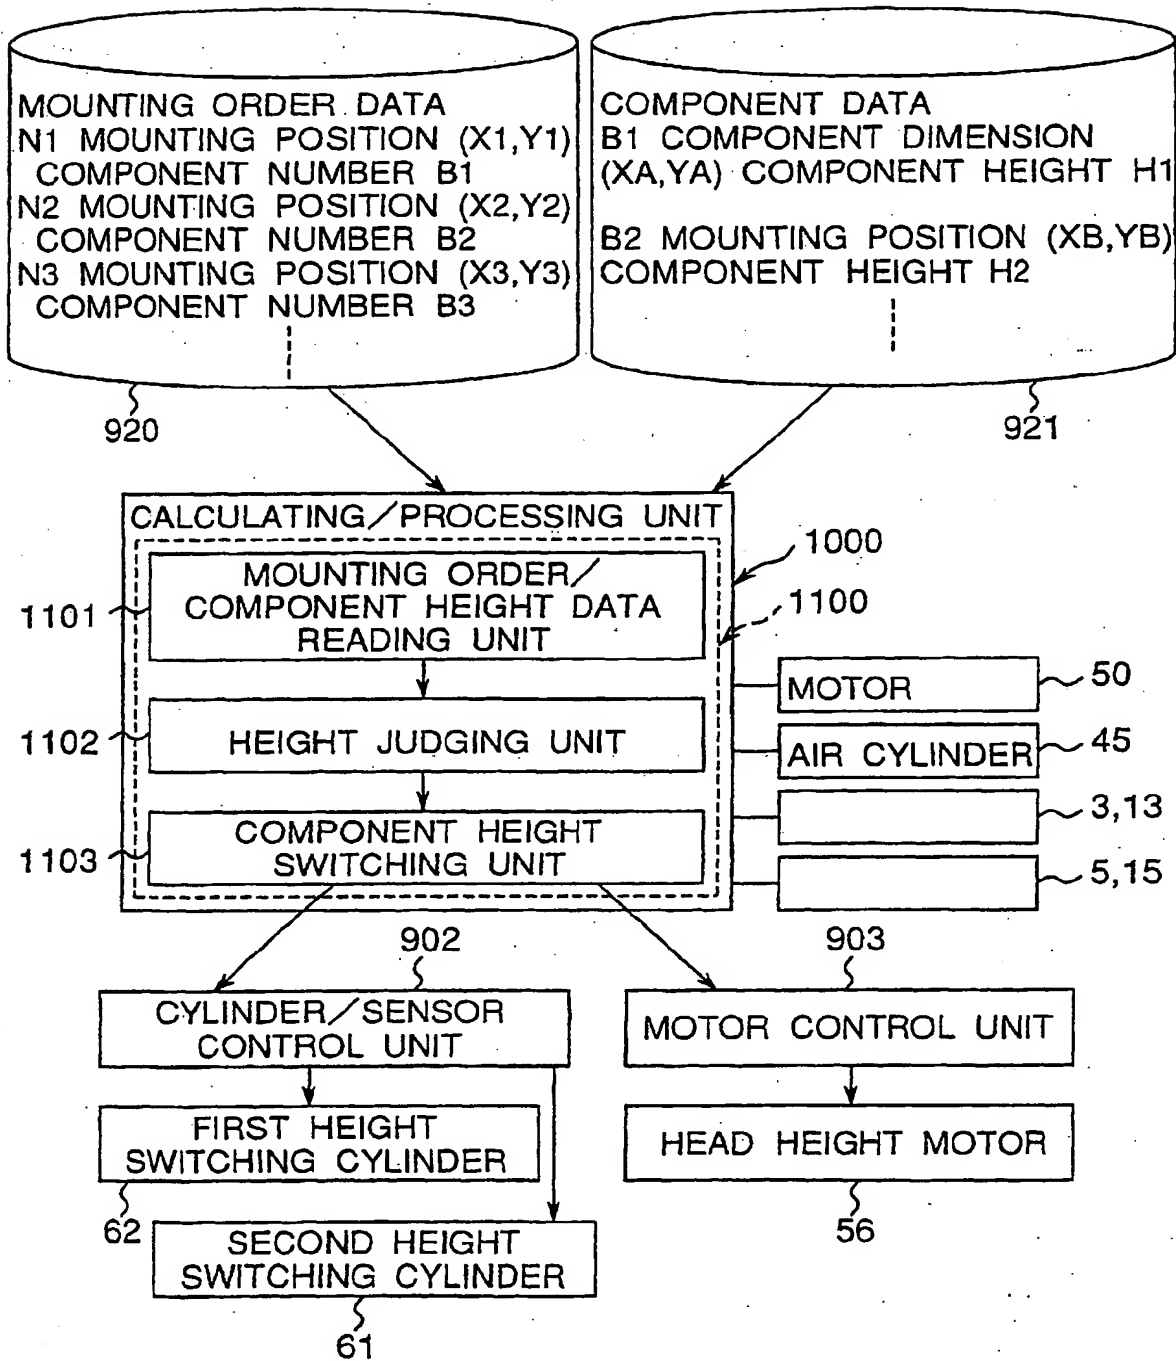 MOUNTING ORDER DATA
N1 MOUNTING POSITION (X1,Y1)
COMPONENT NUMBER B1
N2 MOUNTING POSITION (X2,Y2)
COMPONENT NUMBER B2
N3 MOUNTING POSITION (X3,Y3)
COMPONENT NUMBER B3
920
COMPONENT DATA
B1 COMPONENT DIMENSION
(XA,YA) COMPONENT HEIGHT H1
B2 MOUNTING POSITION (XB,YB)
COMPONENT HEIGHT H2
921
CALCULATING/PROCESSING UNIT
1000
1100
1101
MOUNTING ORDER/
COMPONENT HEIGHT DATA
READING UNIT
1102
HEIGHT JUDGING UNIT
1103
COMPONENT HEIGHT
SWITCHING UNIT
MOTOR
50
AIR CYLINDER
45
3,13
5,15
902
CYLINDER/SENSOR
CONTROL UNIT
903
MOTOR CONTROL UNIT
FIRST HEIGHT
SWITCHING CYLINDER
62
HEAD HEIGHT MOTOR
56
SECOND HEIGHT
SWITCHING CYLINDER
61